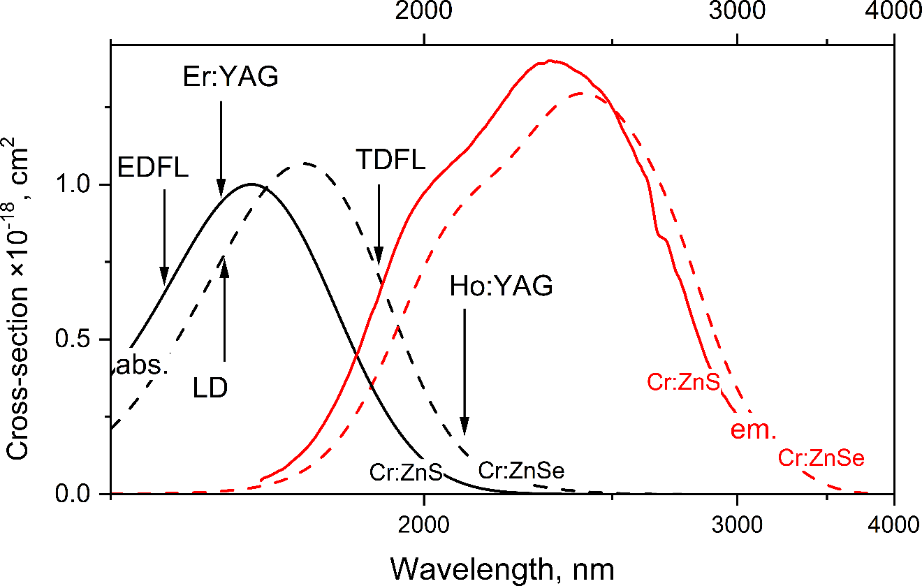 2000 3000 4000
Er:YAG
EDFL
TDFL
Ho:YAG
abs.
LD
Cr:ZnS
Cr:ZnSe
Cr:ZnS
em.
Cr:ZnSe
1.0
0.5
0.0
Cross-section ×10⁻¹⁸, cm²
2000 3000 4000
Wavelength, nm